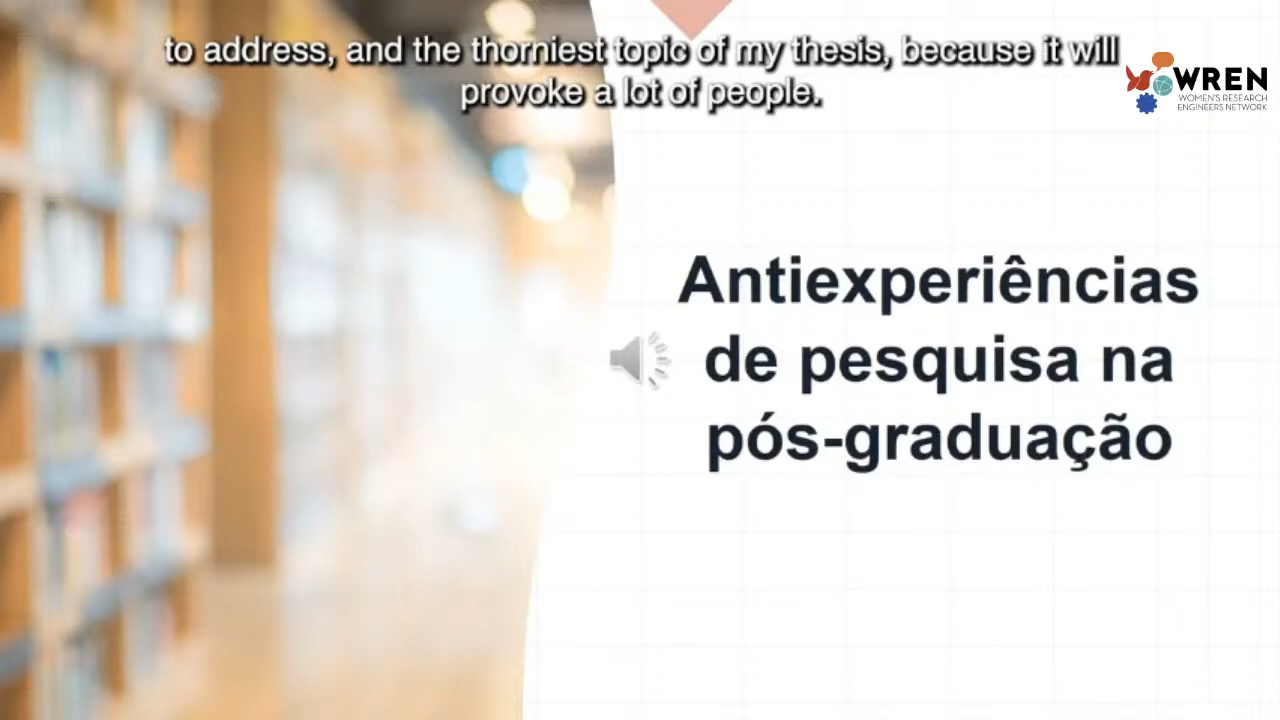 to address, and the thorniest topic of my thesis, because it will
provoke a lot of people.
WREN
WOMEN'S RESEARCH
ENGINEERS NETWORK
Antiexperiências
de pesquisa na
pós-graduação